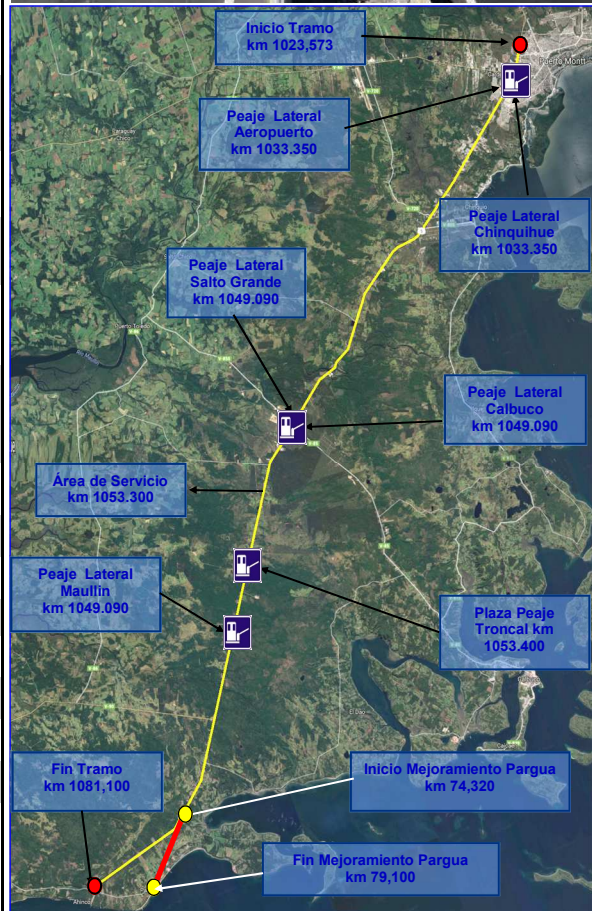 Inicio Tramo
km 1023,573
Puerto Montt
Peaje Lateral
Aeropuerto
km 1033.350
Peaje Lateral
Chinquihue
km 1033.350
Peaje Lateral
Salto Grande
km 1049.090
Peaje Lateral
Calbuco
km 1049.090
Área de Servicio
km 1053.300
Peaje Lateral
Maullin
km 1049.090
Plaza Peaje
Troncal km
1053.400
Fin Tramo
km 1081,100
Inicio Mejoramiento Pargua
km 74,320
Fin Mejoramiento Pargua
km 79,100